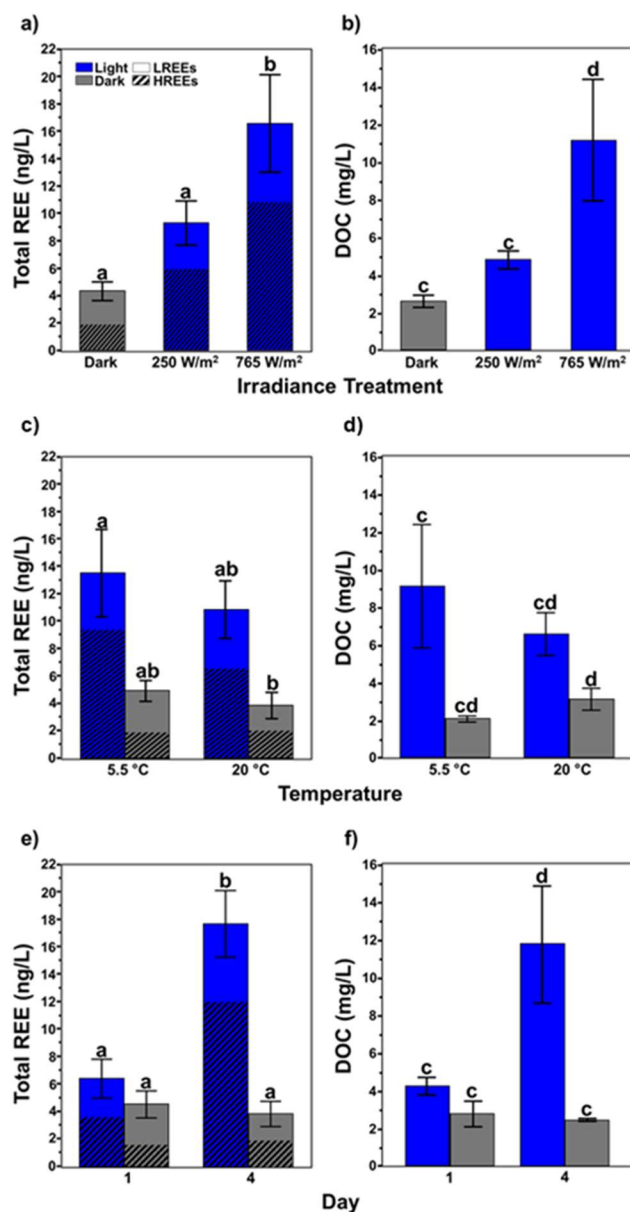 a)
b)
Total REE (ng/L)
22
20
18
16
14
12
10
8
6
4
2
0
Light LREEs
Dark HREEs
a
a
b
Dark 250 W/m² 765 W/m²
DOC (mg/L)
16
14
12
10
8
6
4
2
0
c
c
d
Dark 250 W/m² 765 W/m²
Irradiance Treatment
c)
d)
Total REE (ng/L)
22
20
18
16
14
12
10
8
6
4
2
0
a
ab
ab
b
5.5 °C 20 °C
DOC (mg/L)
16
14
12
10
8
6
4
2
0
c
cd
cd
d
5.5 °C 20 °C
Temperature
e)
f)
Total REE (ng/L)
22
20
18
16
14
12
10
8
6
4
2
0
a
a
b
a
1 4
DOC (mg/L)
16
14
12
10
8
6
4
2
0
c
c
d
c
1 4
Day